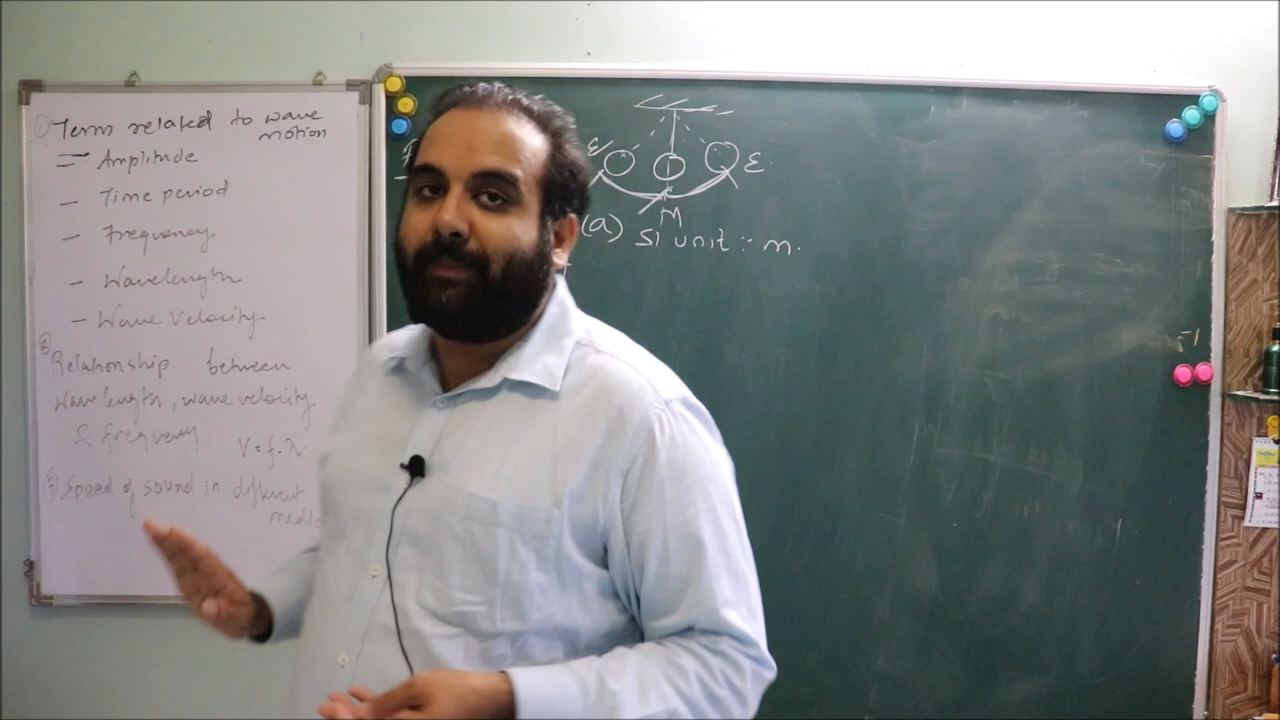 ① Term related to wave
motion
= Amplitude
- Time period
- Frequency
- Wavelength
- Wave Velocity
② Relationship between
wavelength, wave velocity
& frequency V = f·λ
③ Speed of sound in different
media
E E
M
(a) SI unit :- m.